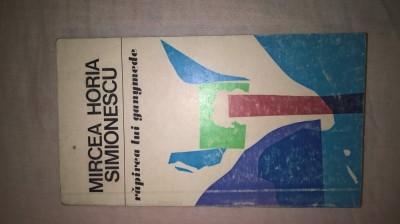 MIRCEA HORIA
SIMIONESCU
răpirea lui ganymede